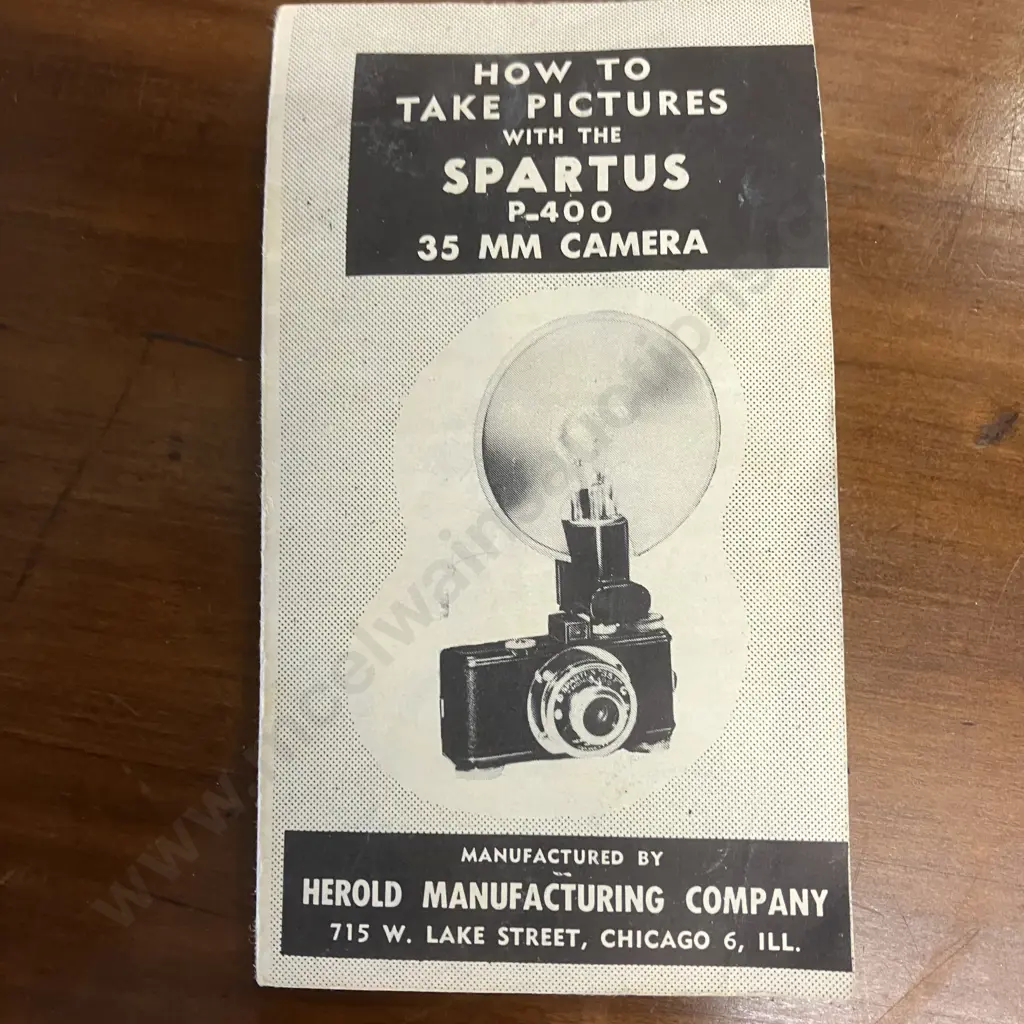 HOW TO
TAKE PICTURES
WITH THE
SPARTUS
P-400
35 MM CAMERA
MANUFACTURED BY
HEROLD MANUFACTURING COMPANY
715 W. LAKE STREET, CHICAGO 6, ILL.